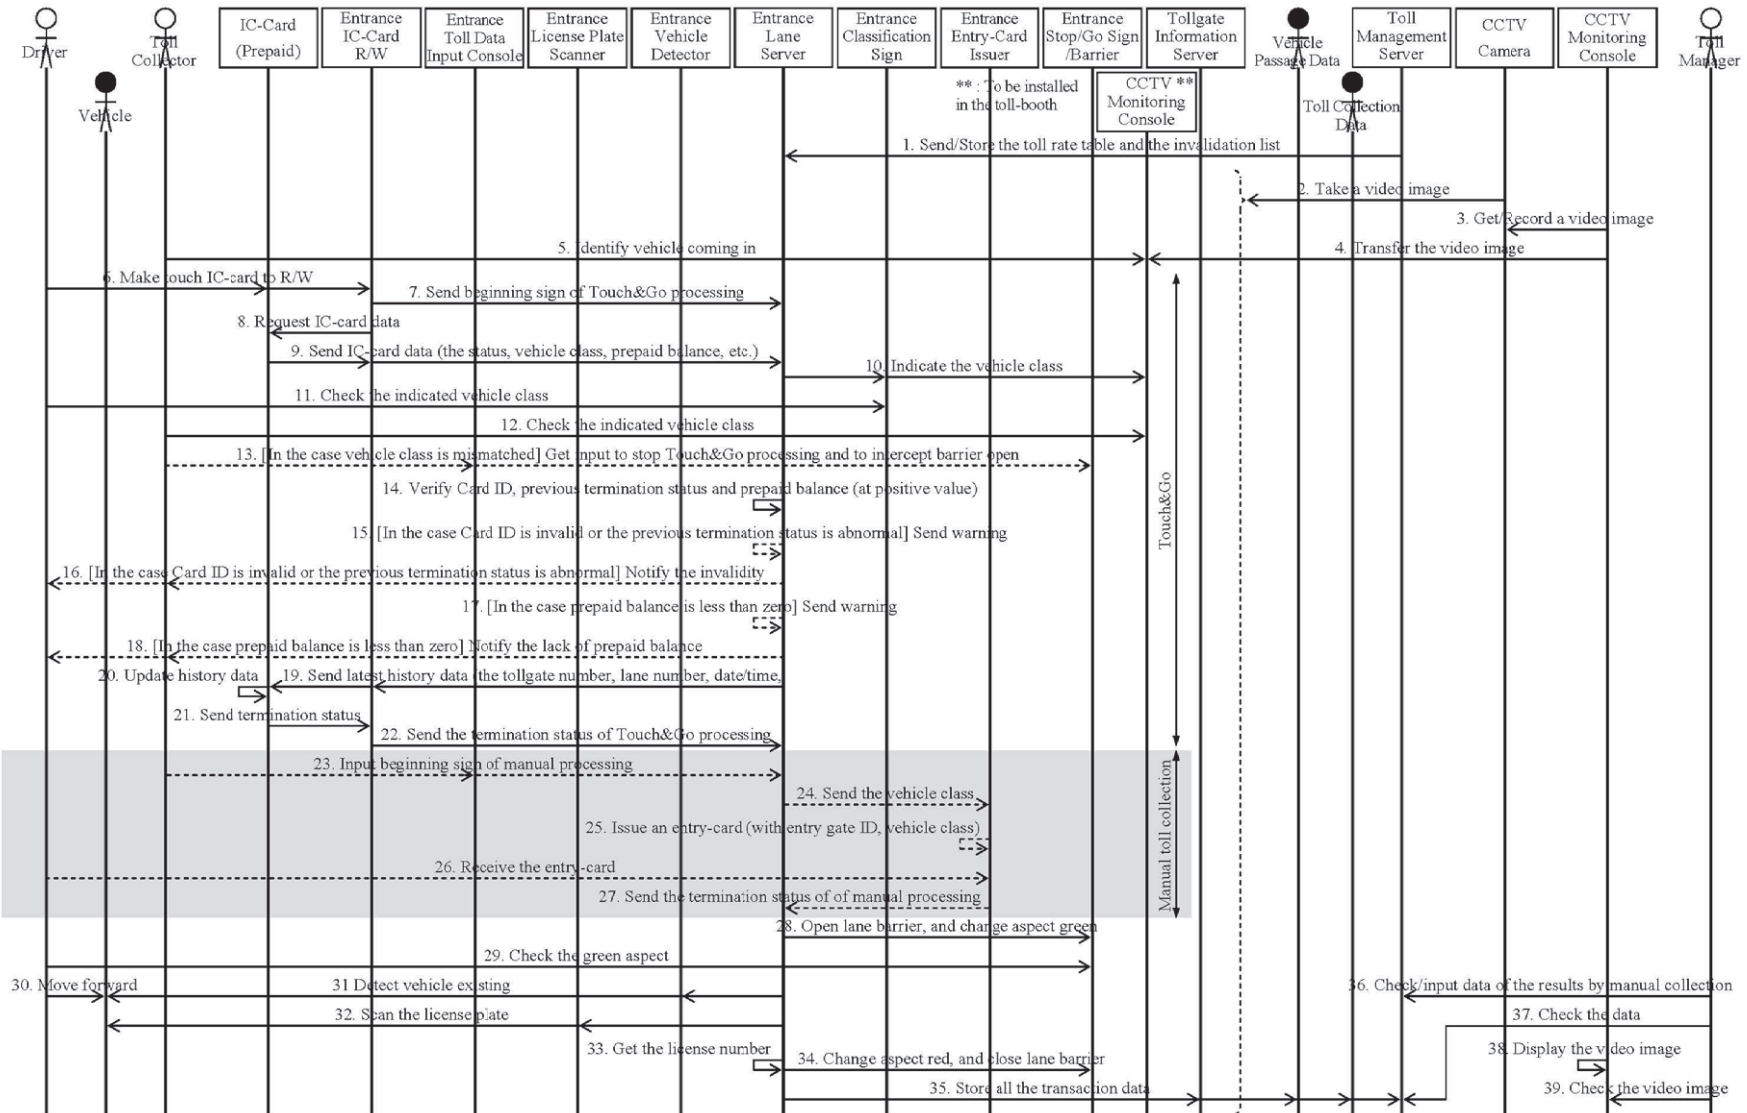 Driver
Toll
Collector
IC-Card
(Prepaid)
Entrance
IC-Card
R/W
Entrance
Toll Data
Input Console
Entrance
License Plate
Scanner
Entrance
Vehicle
Detector
Entrance
Lane
Server
Entrance
Classification
Sign
Entrance
Entry-Card
Issuer
Entrance
Stop/Go Sign
/Barrier
Tollgate
Information
Server
Vehicle
Passage Data
Toll
Management
Server
CCTV
Camera
CCTV
Monitoring
Console
Toll
Manager
Vehicle
** : To be installed
in the toll-booth
CCTV **
Monitoring
Console
Toll Collection
Data
1. Send/Store the toll rate table and the invalidation list
2. Take a video image
3. Get/Record a video image
4. Transfer the video image
5. Identify vehicle coming in
6. Make touch IC-card to R/W
7. Send beginning sign of Touch&Go processing
8. Request IC-card data
9. Send IC-card data (the status, vehicle class, prepaid balance, etc.)
10. Indicate the vehicle class
11. Check the indicated vehicle class
12. Check the indicated vehicle class
13. [In the case vehicle class is mismatched] Get input to stop Touch&Go processing and to intercept barrier open
14. Verify Card ID, previous termination status and prepaid balance (at positive value)
15. [In the case Card ID is invalid or the previous termination status is abnormal] Send warning
16. [In the case Card ID is invalid or the previous termination status is abnormal] Notify the invalidity
17. [In the case prepaid balance is less than zero] Send warning
18. [In the case prepaid balance is less than zero] Notify the lack of prepaid balance
19. Send latest history data (the tollgate number, lane number, date/time,
20. Update history data
21. Send termination status
22. Send the termination status of Touch&Go processing
Touch&Go
23. Input beginning sign of manual processing
24. Send the vehicle class
25. Issue an entry-card (with entry gate ID, vehicle class)
26. Receive the entry-card
27. Send the termination status of of manual processing
Manual toll collection
28. Open lane barrier, and change aspect green
29. Check the green aspect
30. Move forward
31 Detect vehicle existing
32. Scan the license plate
33. Get the license number
34. Change aspect red, and close lane barrier
35. Store all the transaction data
36. Check/input data of the results by manual collection
37. Check the data
38. Display the video image
39. Check the video image